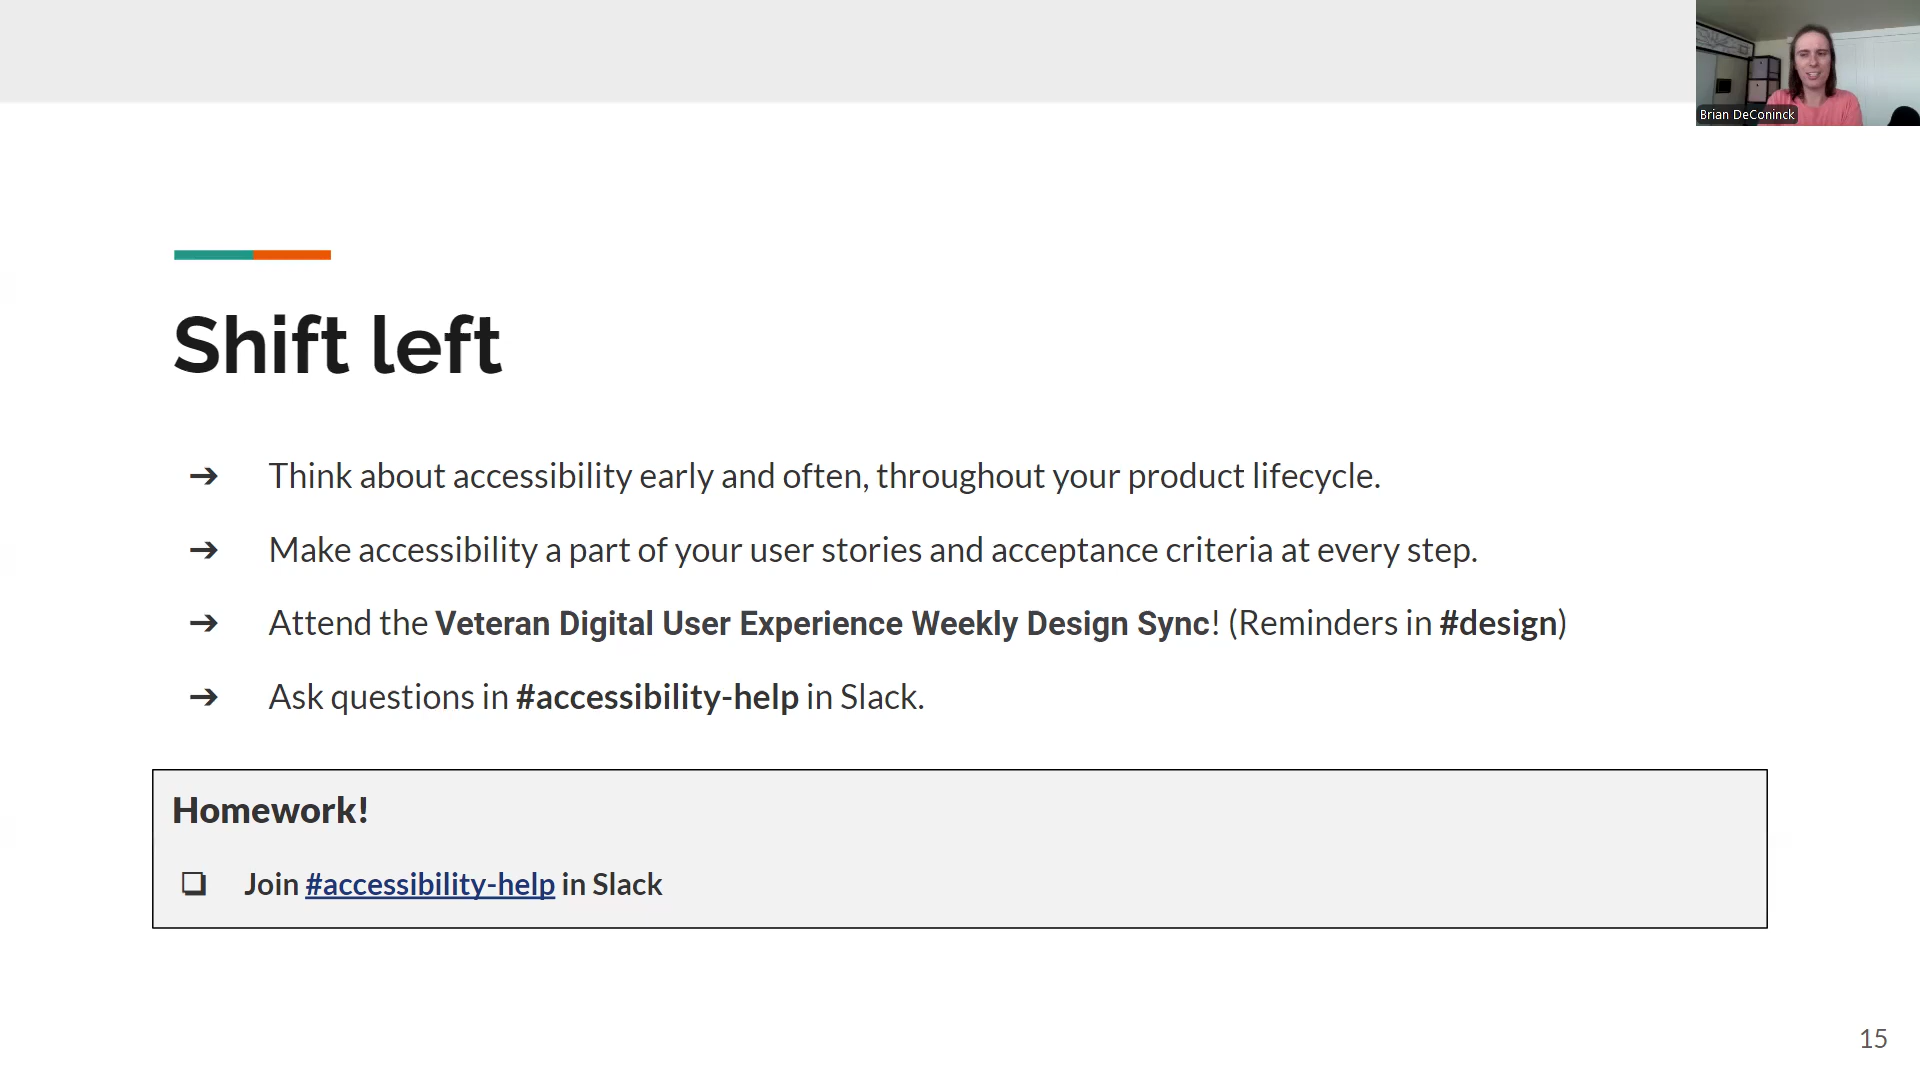 Brian DeConinck
Shift left
➔ Think about accessibility early and often, throughout your product lifecycle.
➔ Make accessibility a part of your user stories and acceptance criteria at every step.
➔ Attend the Veteran Digital User Experience Weekly Design Sync! (Reminders in #design)
➔ Ask questions in #accessibility-help in Slack.
Homework!
❏ Join #accessibility-help in Slack
15